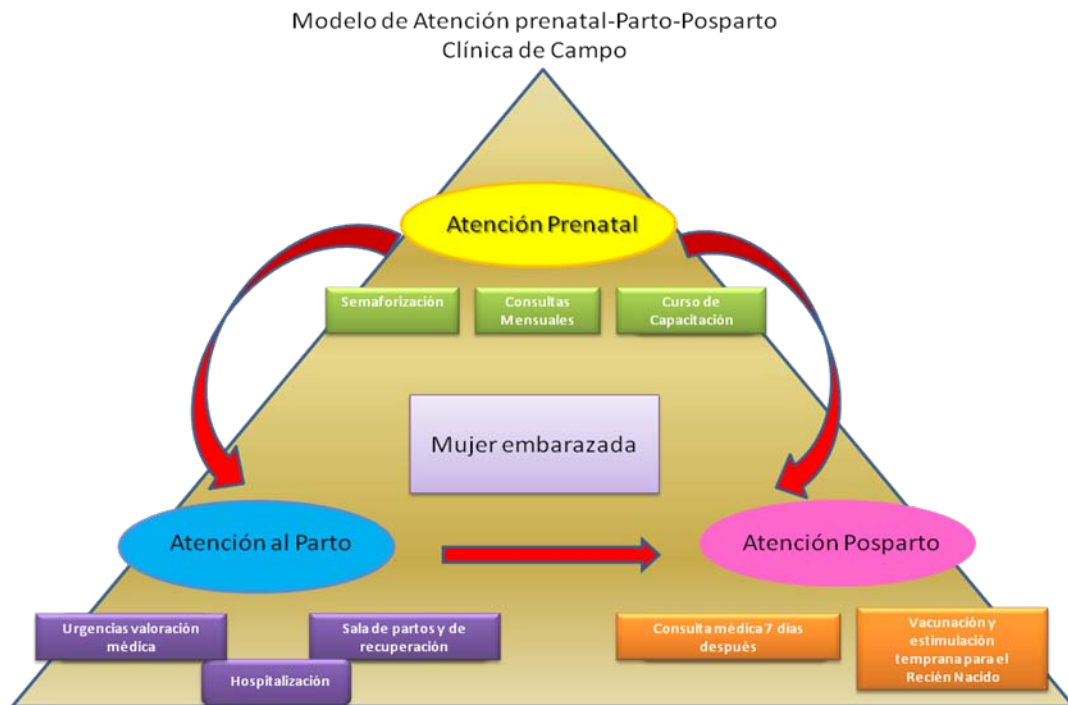 Modelo de Atención prenatal-Parto-Posparto
Clínica de Campo
Atención Prenatal
Semaforización
Consultas
Mensuales
Curso de
Capacitación
Mujer embarazada
Atención al Parto
Atención Posparto
Urgencias valoración
médica
Sala de partos y de
recuperación
Hospitalización
Consulta médica 7 días
después
Vacunación y
estimulación
temprana para el
Recién Nacido